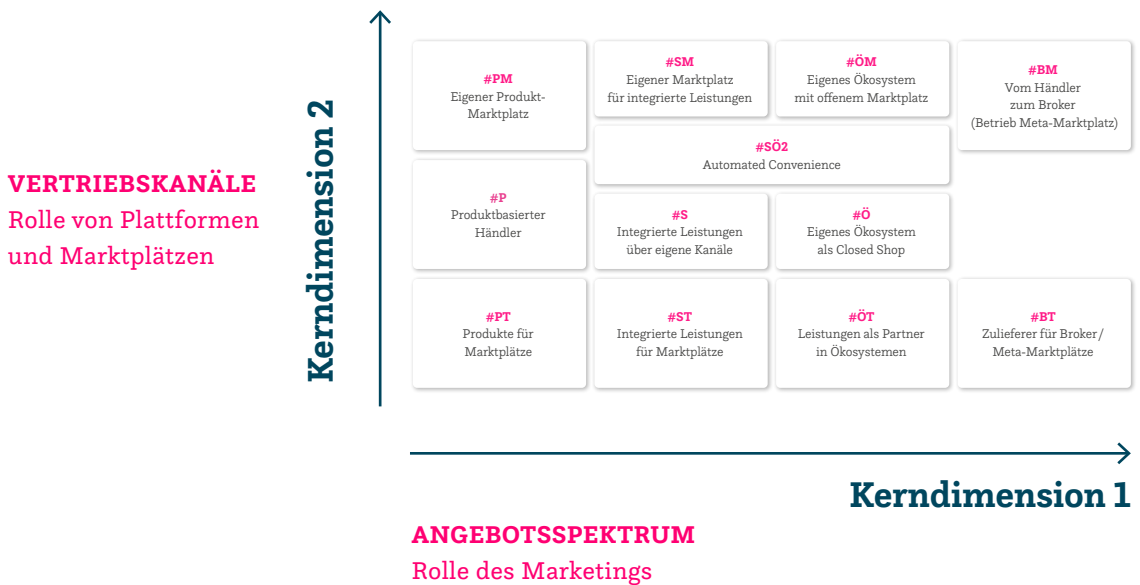 VERTRIEBSKANÄLE
Rolle von Plattformen
und Marktplätzen
Kerndimension 2
#PM
Eigener Produkt-
Marktplatz
#SM
Eigener Marktplatz
für integrierte Leistungen
#ÖM
Eigenes Ökosystem
mit offenem Marktplatz
#BM
Vom Händler
zum Broker
(Betrieb Meta-Marktplatz)
#SÖ2
Automated Convenience
#P
Produktbasierter
Händler
#S
Integrierte Leistungen
über eigene Kanäle
#Ö
Eigenes Ökosystem
als Closed Shop
#PT
Produkte für
Marktplätze
#ST
Integrierte Leistungen
für Marktplätze
#ÖT
Leistungen als Partner
in Ökosystemen
#BT
Zulieferer für Broker/
Meta-Marktplätze
Kerndimension 1
ANGEBOTSSPEKTRUM
Rolle des Marketings